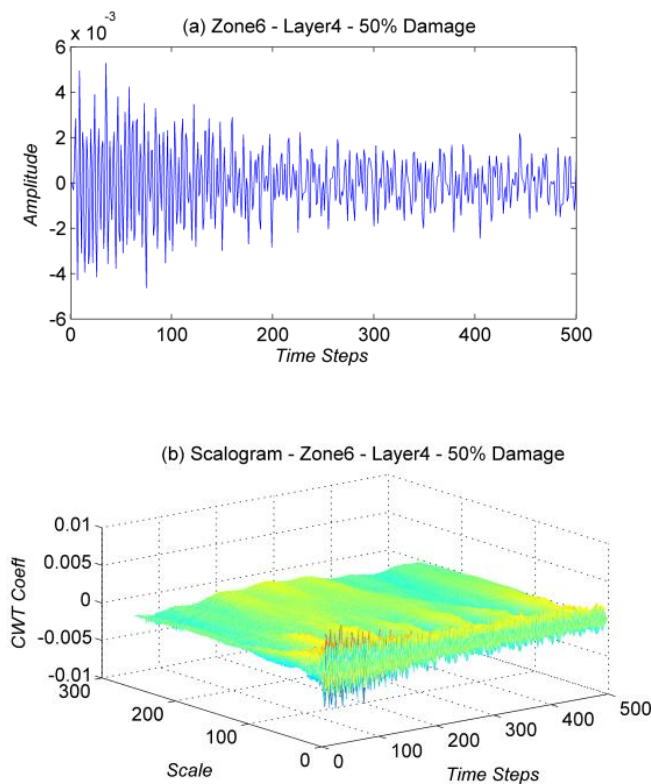 (a) Zone6 - Layer4 - 50% Damage
× 10⁻³
6
4
2
0
-2
-4
-6
Amplitude
0 100 200 300 400 500
Time Steps
(b) Scalogram - Zone6 - Layer4 - 50% Damage
0.01
0.005
0
-0.005
-0.01
CWT Coeff
300 200 100 0
Scale
0 100 200 300 400 500
Time Steps